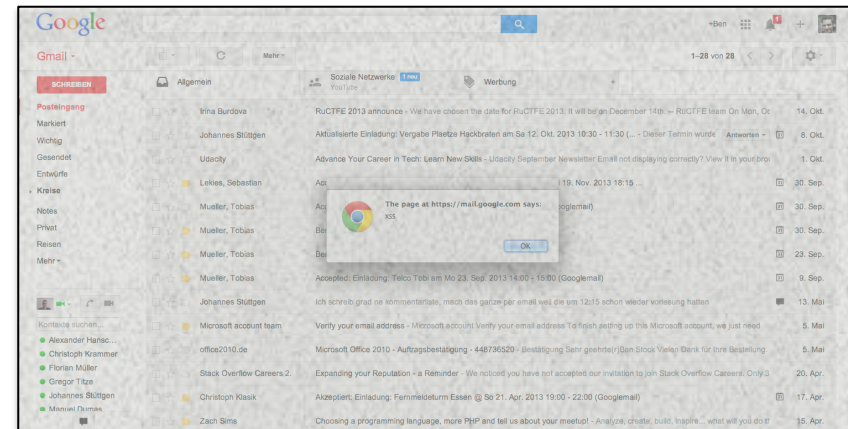 Google
+Ben
Gmail
Mehr
1–28 von 28
SCHREIBEN
Allgemein
Soziale Netzwerke 1 neu
YouTube
Werbung
+
Posteingang
Markiert
Wichtig
Gesendet
Entwürfe
Kreise
Notes
Privat
Reisen
Mehr
Irina Burdova RuCTFE 2013 announce - We have chosen the date for RuCTFE 2013. It will be on December 14th. -- RuCTFE team On Mon, Oc 14. Okt.
Johannes Stüttgen Aktualisierte Einladung: Vergabe Plaetze Hackbraten am Sa 12. Okt. 2013 10:30 - 11:30 (... - Dieser Termin wurde Antworten 8. Okt.
Udacity Advance Your Career in Tech: Learn New Skills - Udacity September Newsletter Email not displaying correctly? View it in your brow 1. Okt.
Lekies, Sebastian Acc 19. Nov. 2013 18:15 ... 30. Sep.
Mueller, Tobias Acc ooglemail) 30. Sep.
Mueller, Tobias 30. Sep.
Mueller, Tobias 23. Sep.
Mueller, Tobias Accepted: Einladung: Telco Tobi am Mo 23. Sep. 2013 14:00 - 15:00 (Googlemail) 9. Sep.
The page at https://mail.google.com says:
XSS
OK
Johannes Stüttgen Ich schreib grad ne kommentarliste, mach das ganze per email weil die um 12:15 schon wieder vorlesung hatten 13. Mai
Microsoft account team Verify your email address - Microsoft account Verify your email address To finish setting up this Microsoft account, we just need 5. Mai
office2010.de Microsoft Office 2010 - Auftragsbestätigung - 448736520 - Bestätigung Sehr geehrte(r)Ben Stock Vielen Dank für Ihre Bestellung. 5. Mai
Stack Overflow Careers 2. Expanding your Reputation - a Reminder - We noticed you have not accepted our invitation to join Stack Overflow Careers. Only 3 20. Apr.
Christoph Klasik Akzeptiert: Einladung: Femmeldeturm Essen @ So 21. Apr. 2013 19:00 - 22:00 (Googlemail) 17. Apr.
Zach Sims Choosing a programming language, more PHP and tell us about your meetup! - Analyze, create, build, inspire... what will you do t 15. Apr.
Kontakte suchen...
Alexander Hansc...
Christoph Krammer
Florian Müller
Gregor Titze
Johannes Stüttgen
Manuel Dumas